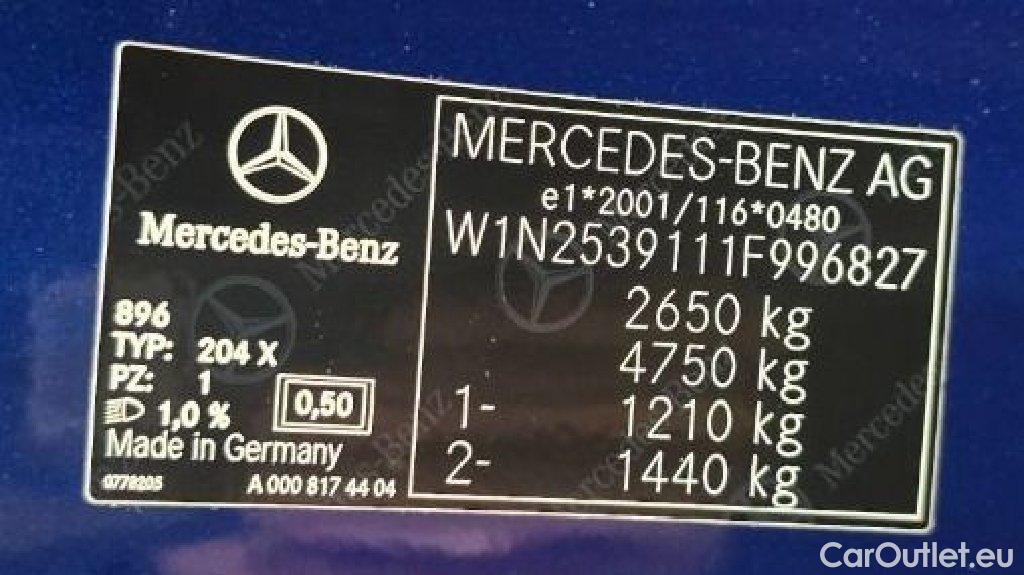 Mercedes-Benz
896
TYP: 204 X
PZ: 1
1,0 %
0,50
Made in Germany
0778205
A 000 817 44 04
MERCEDES-BENZ AG
e1*2001/116*0480
W1N2539111F996827
2650 kg
4750 kg
1- 1210 kg
2- 1440 kg
CarOutlet.eu